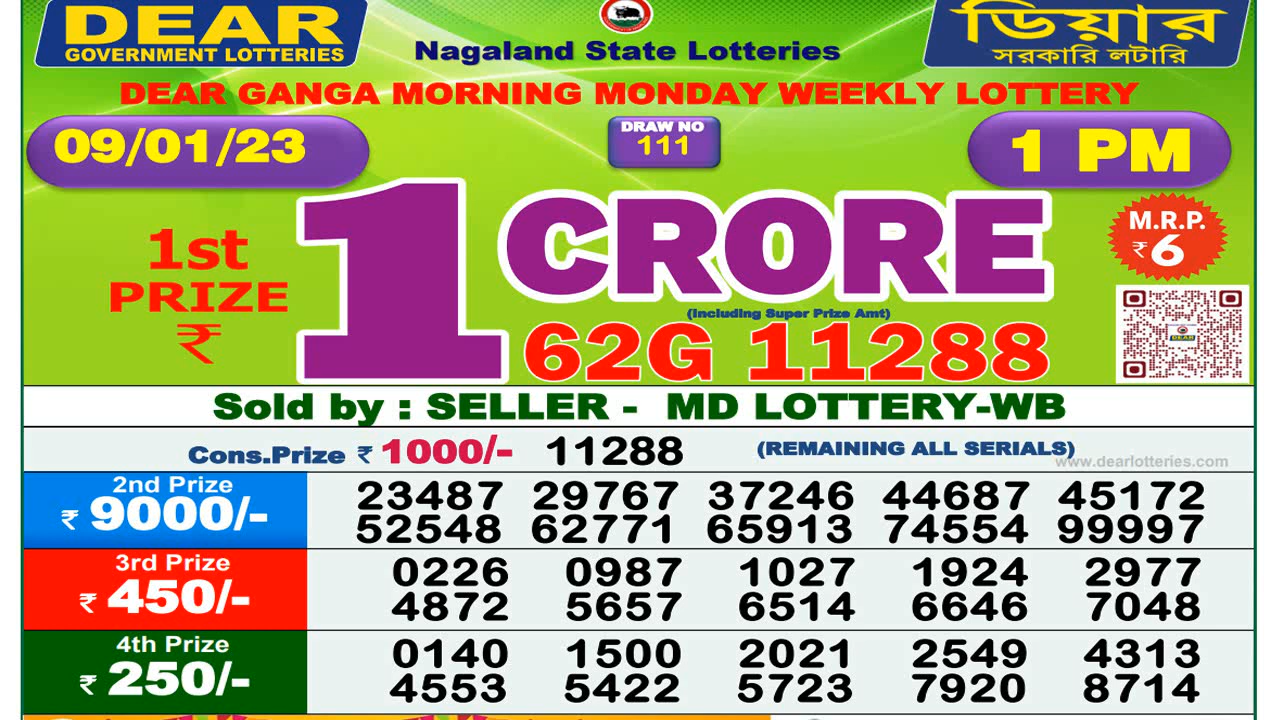 DEAR
GOVERNMENT LOTTERIES
Nagaland State Lotteries
ডিয়ার
সরকারি লটারি
DEAR GANGA MORNING MONDAY WEEKLY LOTTERY
09/01/23
DRAW NO
111
1 PM
1st
PRIZE
₹
1 CRORE
(Including Super Prize Amt)
62G 11288
M.R.P.
₹ 6
DEAR
Sold by : SELLER - MD LOTTERY-WB
Cons.Prize ₹ 1000/- 11288 (REMAINING ALL SERIALS)
www.dearlotteries.com
2nd Prize
₹ 9000/-
23487 29767 37246 44687 45172
52548 62771 65913 74554 99997
3rd Prize
₹ 450/-
0226 0987 1027 1924 2977
4872 5657 6514 6646 7048
4th Prize
₹ 250/-
0140 1500 2021 2549 4313
4553 5422 5723 7920 8714